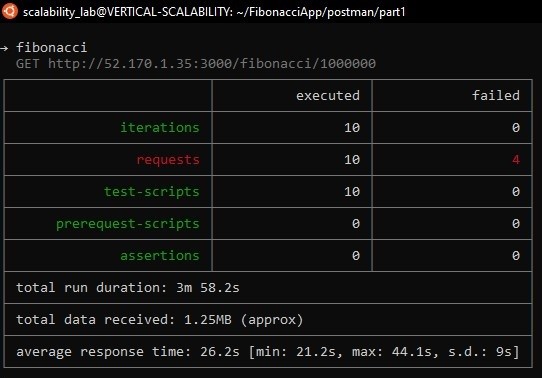 scalability_lab@VERTICAL-SCALABILITY: ~/FibonacciApp/postman/part1
→ fibonacci
GET http://52.170.1.35:3000/fibonacci/1000000
executed failed
iterations 10 0
requests 10 4
test-scripts 10 0
prerequest-scripts 0 0
assertions 0 0
total run duration: 3m 58.2s
total data received: 1.25MB (approx)
average response time: 26.2s [min: 21.2s, max: 44.1s, s.d.: 9s]